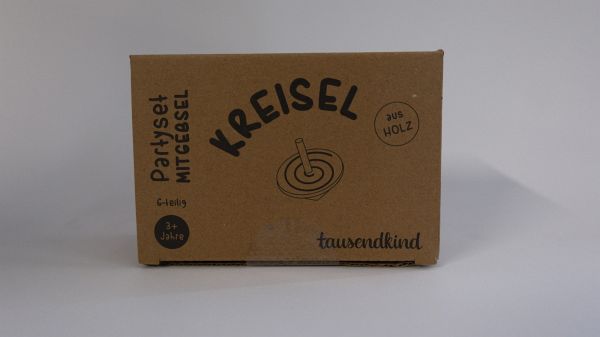 Partyset
MITGEBSEL
6-teilig
3+
Jahre
KREISEL
aus
HOLZ
tausendkind